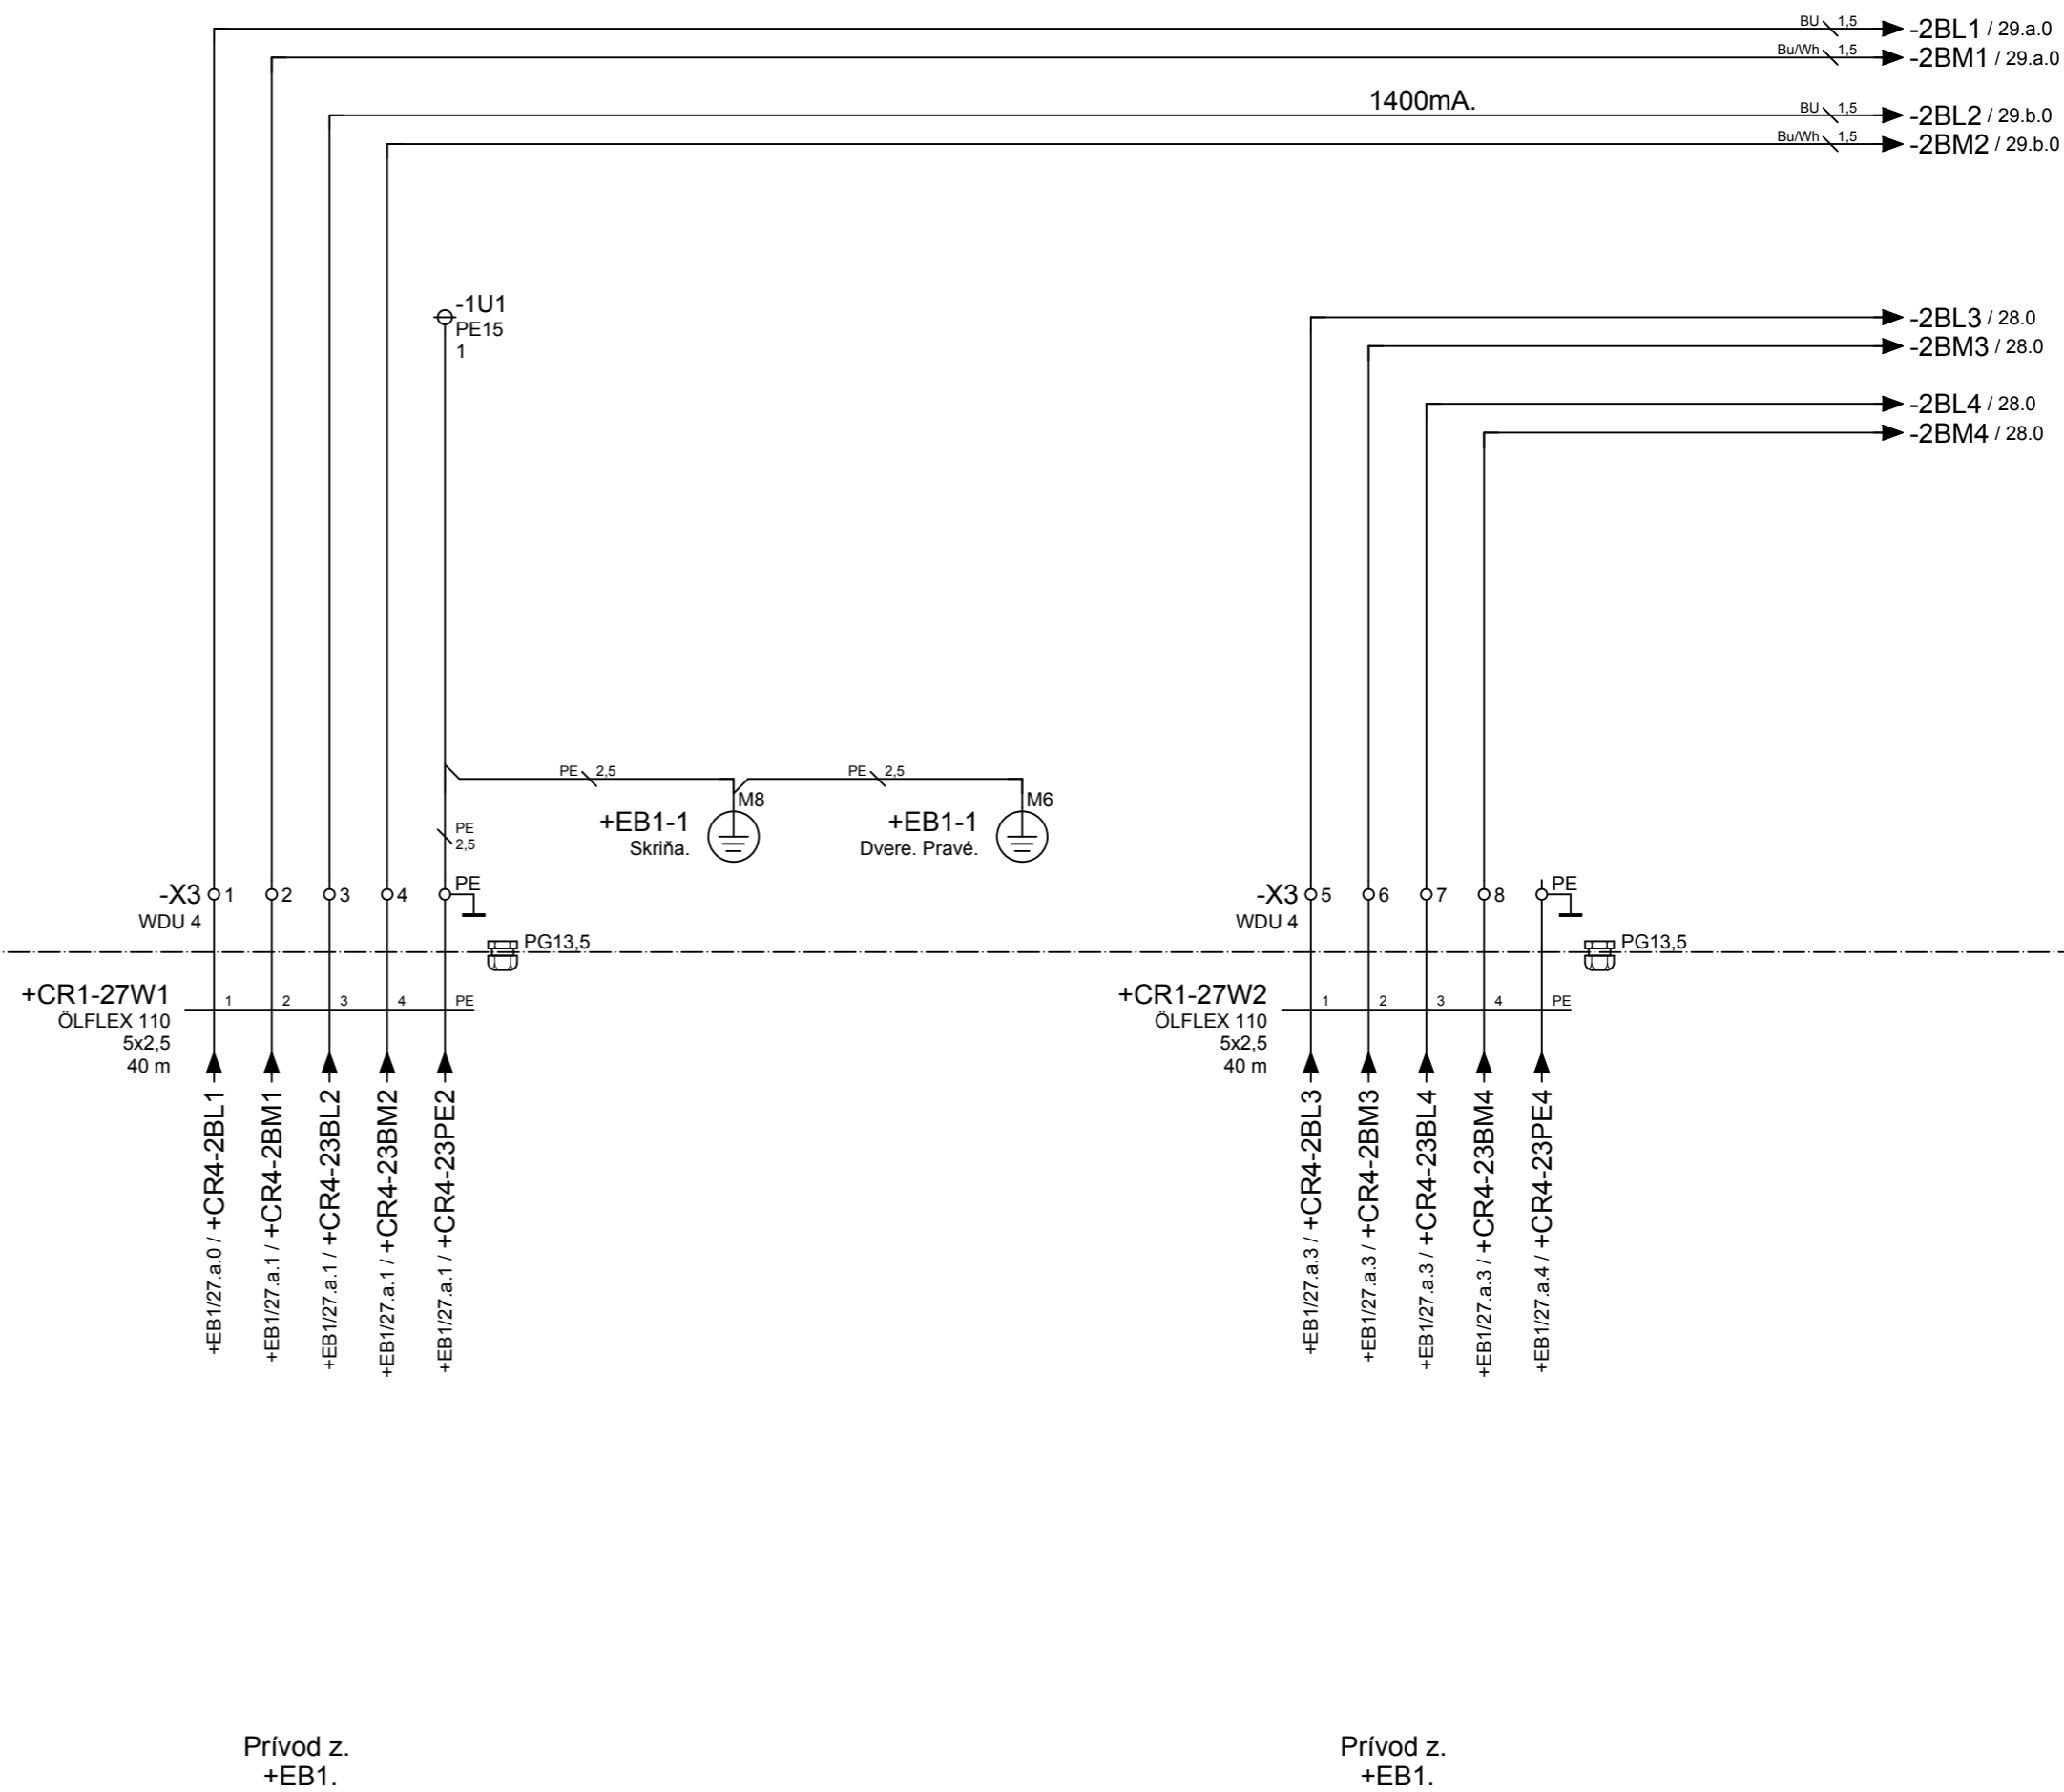 BU 1,5 -2BL1 / 29.a.0
Bu/Wh 1,5 -2BM1 / 29.a.0
1400mA.
BU 1,5 -2BL2 / 29.b.0
Bu/Wh 1,5 -2BM2 / 29.b.0
-1U1
PE15
1
-2BL3 / 28.0
-2BM3 / 28.0
-2BL4 / 28.0
-2BM4 / 28.0
PE 2,5
PE 2,5
M8
M6
+EB1-1
Skriňa.
+EB1-1
Dvere. Pravé.
PE
2,5
-X3 1 2 3 4 PE
WDU 4
-X3 5 6 7 8 PE
WDU 4
PG13,5
PG13,5
+CR1-27W1 1 2 3 4 PE
ÖLFLEX 110
5x2,5
40 m
+CR1-27W2 1 2 3 4 PE
ÖLFLEX 110
5x2,5
40 m
+EB1/27.a.0 / +CR4-2BL1
+EB1/27.a.1 / +CR4-2BM1
+EB1/27.a.1 / +CR4-23BL2
+EB1/27.a.1 / +CR4-23BM2
+EB1/27.a.1 / +CR4-23PE2
+EB1/27.a.3 / +CR4-2BL3
+EB1/27.a.3 / +CR4-2BM3
+EB1/27.a.3 / +CR4-23BL4
+EB1/27.a.3 / +CR4-23BM4
+EB1/27.a.4 / +CR4-23PE4
Prívod z.
+EB1.
Prívod z.
+EB1.